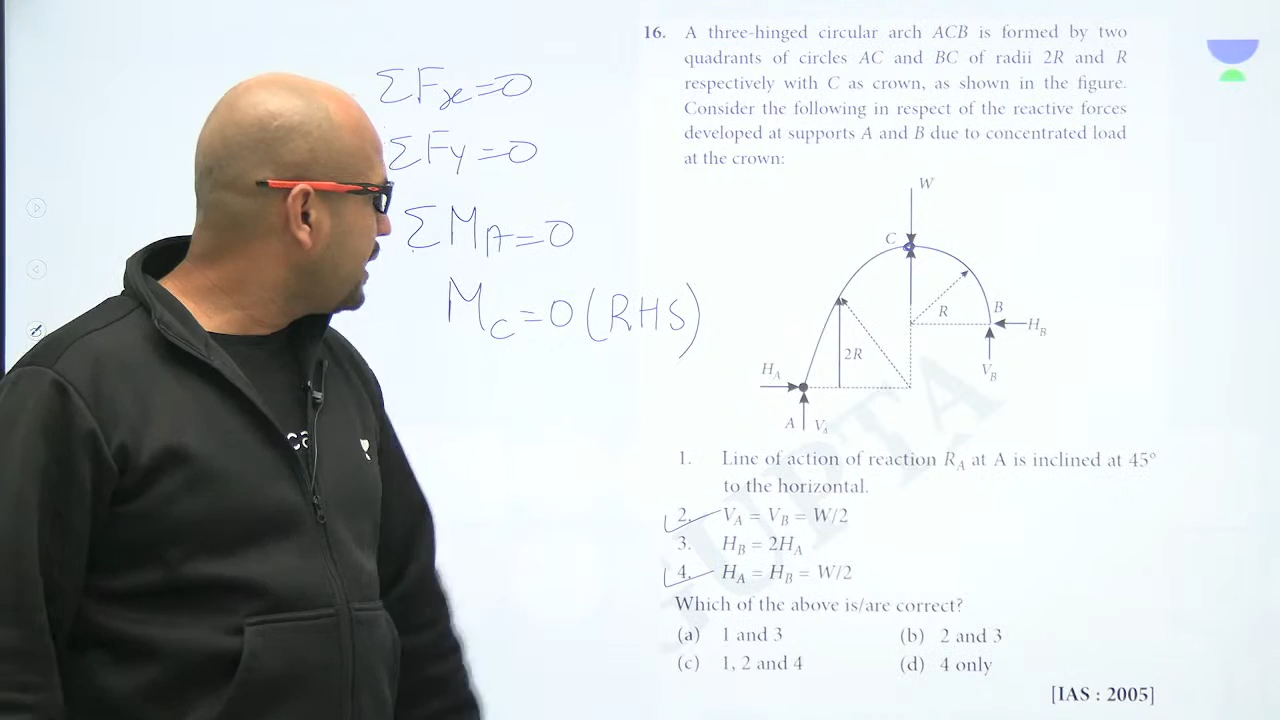 ΣFx=0
ΣFy=0
ΣMA=0
MC=0 (RHS)
16. A three-hinged circular arch ACB is formed by two
quadrants of circles AC and BC of radii 2R and R
respectively with C as crown, as shown in the figure.
Consider the following in respect of the reactive forces
developed at supports A and B due to concentrated load
at the crown:
W
C
B
R
HB
2R
HA
VB
A VA
1. Line of action of reaction RA at A is inclined at 45°
to the horizontal.
2. VA = VB = W/2
3. HB = 2HA
4. HA = HB = W/2
Which of the above is/are correct?
(a) 1 and 3 (b) 2 and 3
(c) 1, 2 and 4 (d) 4 only
[IAS : 2005]